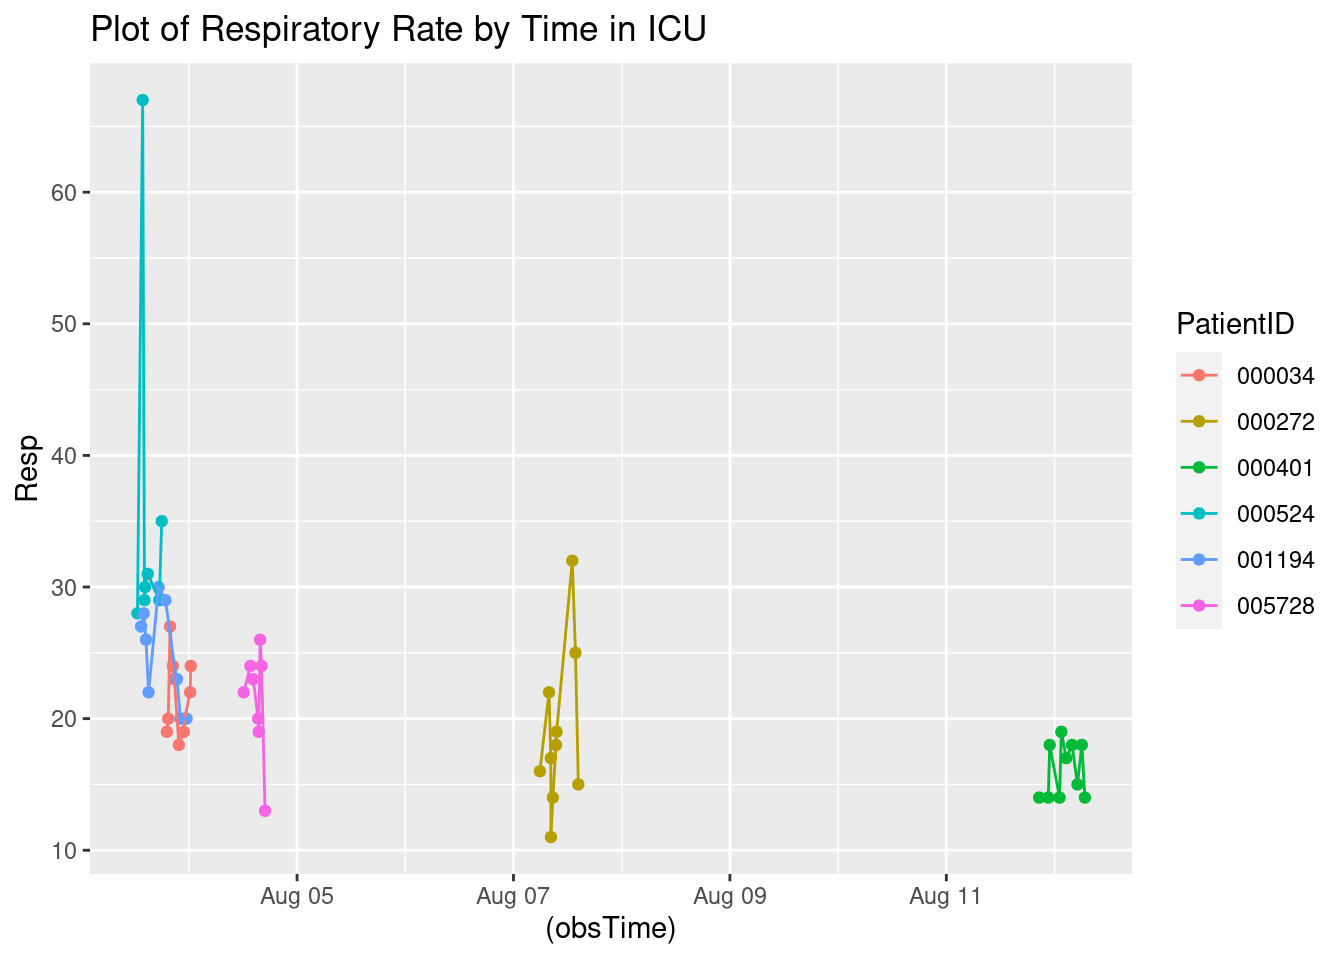 Plot of Respiratory Rate by Time in ICU
Resp
60
50
40
30
20
10
Aug 05
Aug 07
Aug 09
Aug 11
(obsTime)
PatientID
000034
000272
000401
000524
001194
005728